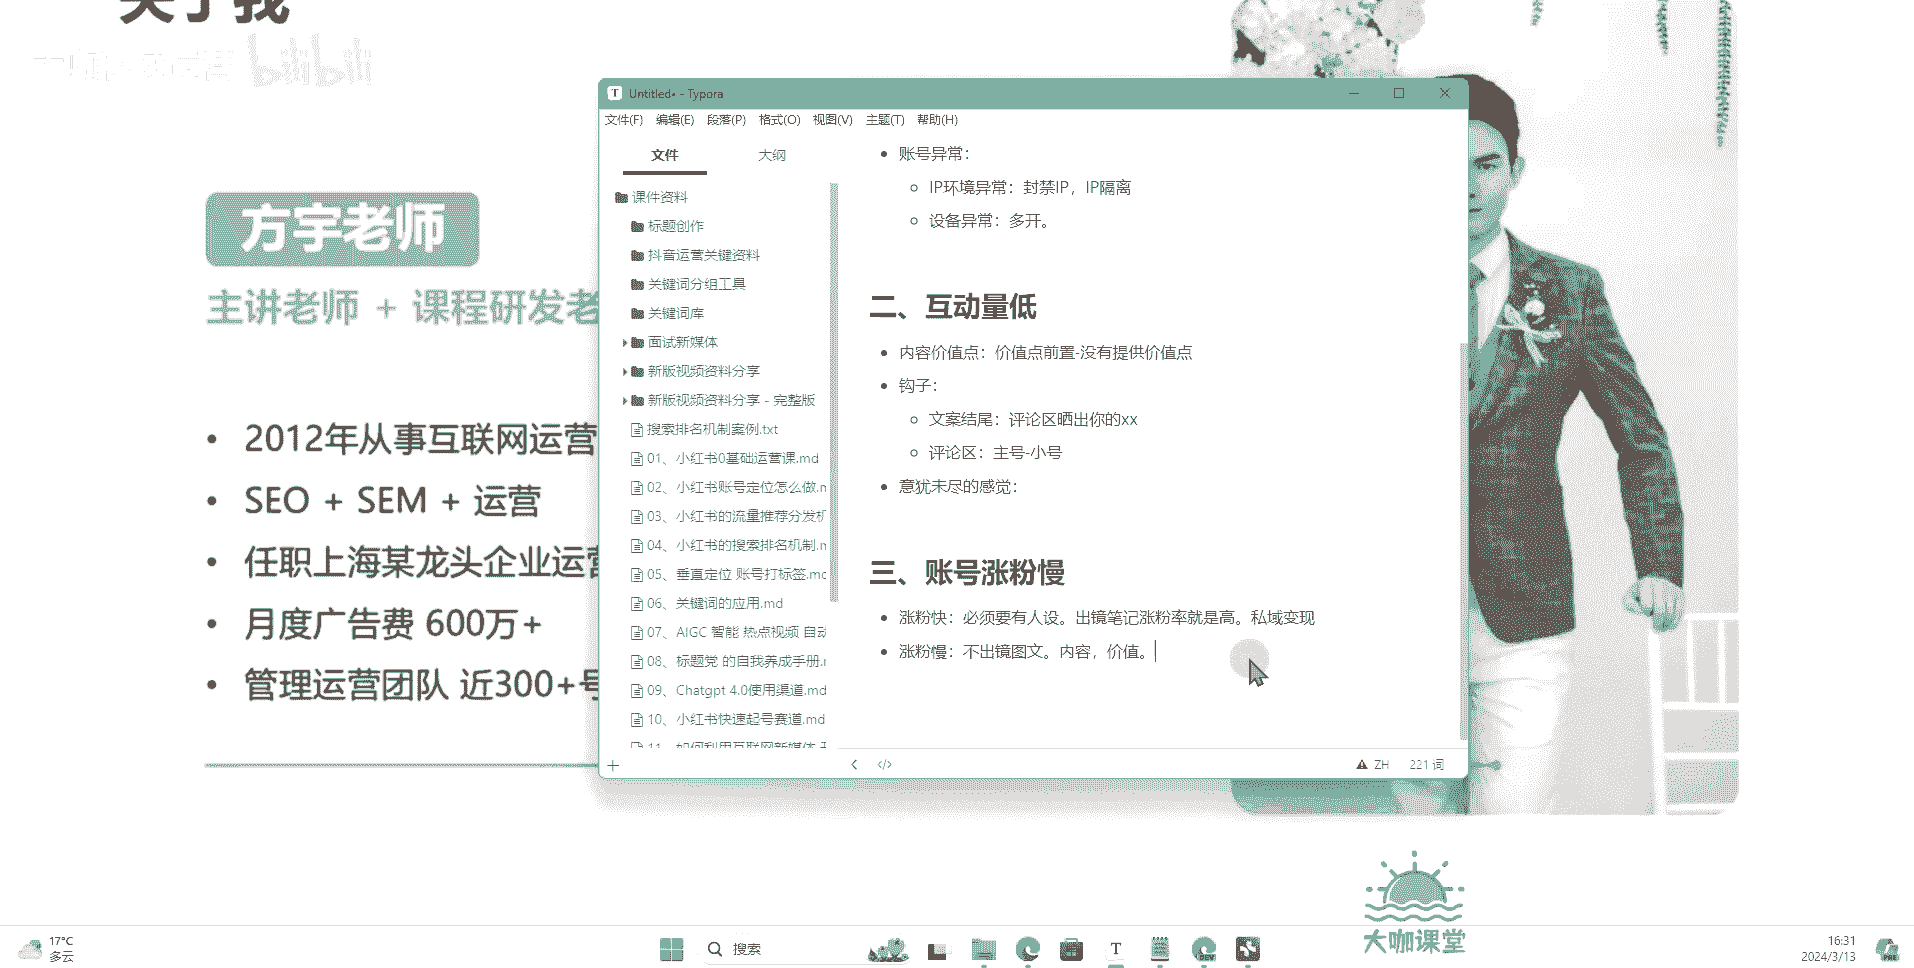 关于我
bilibili
方宇老师
主讲老师 + 课程研发老
2012年从事互联网运营
SEO + SEM + 运营
任职上海某龙头企业运营
月度广告费 600万+
管理运营团队 近300+号
Untitled• - Typora
文件(F) 编辑(E) 段落(P) 格式(O) 视图(V) 主题(T) 帮助(H)
文件 大纲
课件资料
标题创作
抖音运营关键资料
关键词分组工具
关键词库
面试新媒体
新版视频资料分享
新版视频资料分享 - 完整版
搜索排名机制案例.txt
01、小红书0基础运营课.md
02、小红书账号定位怎么做.m
03、小红书的流量推荐分发机
04、小红书的搜索排名机制.m
05、垂直定位 账号打标签.md
06、关键词的应用.md
07、AIGC 智能 热点视频 自动
08、标题党 的自我养成手册.m
09、Chatgpt 4.0使用渠道.md
10、小红书快速起号赛道.md
11、如何利用互联网新媒体
账号异常：
IP环境异常：封禁IP，IP隔离
设备异常：多开。
二、互动量低
内容价值点：价值点前置-没有提供价值点
钩子：
文案结尾：评论区晒出你的xx
评论区：主号-小号
意犹未尽的感觉：
三、账号涨粉慢
涨粉快：必须要有人设。出镜笔记涨粉率就是高。私域变现
涨粉慢：不出镜图文。内容，价值。
ZH 221 词
大咖课堂
17°C
多云
搜索
T
DEV
16:31
2024/3/13
PRE